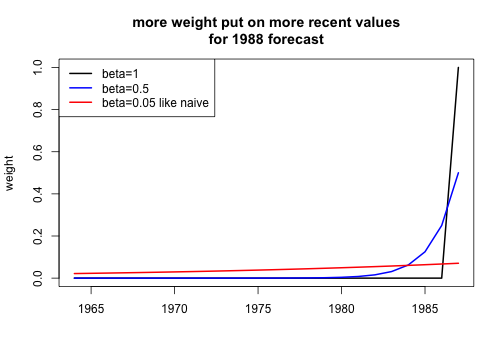 more weight put on more recent values
for 1988 forecast
beta=1
beta=0.5
beta=0.05 like naive
weight
1.0
0.8
0.6
0.4
0.2
0.0
1965 1970 1975 1980 1985